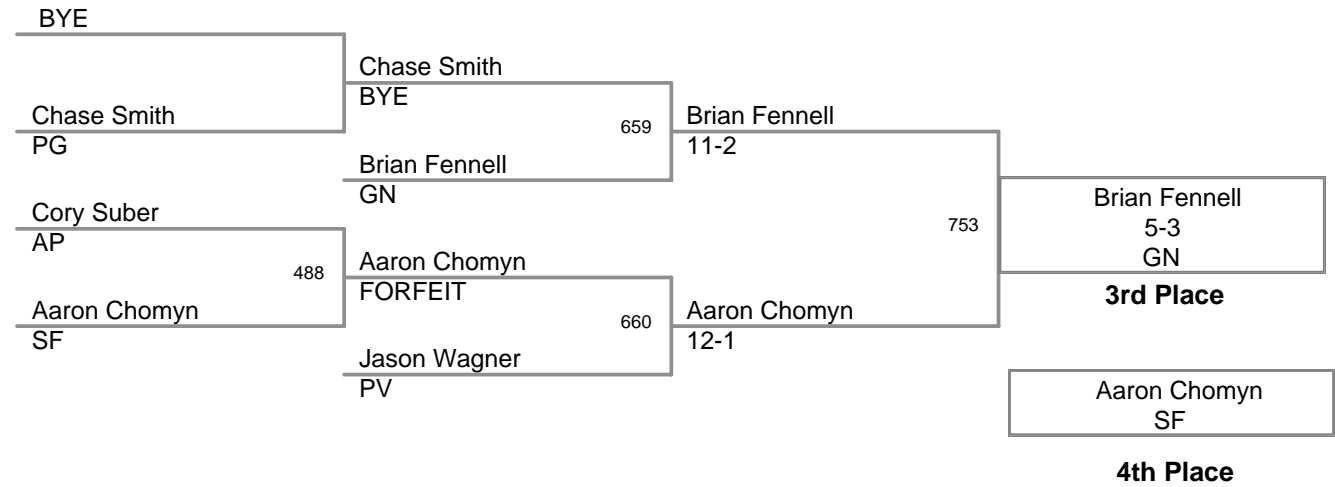 BYE
Chase Smith
PG
Cory Suber
AP
488
Aaron Chomyn
SF
Chase Smith
BYE
659
Brian Fennell
GN
Aaron Chomyn
FORFEIT
660
Jason Wagner
PV
Brian Fennell
11-2
753
Aaron Chomyn
12-1
Brian Fennell
5-3
GN
3rd Place
Aaron Chomyn
SF
4th Place